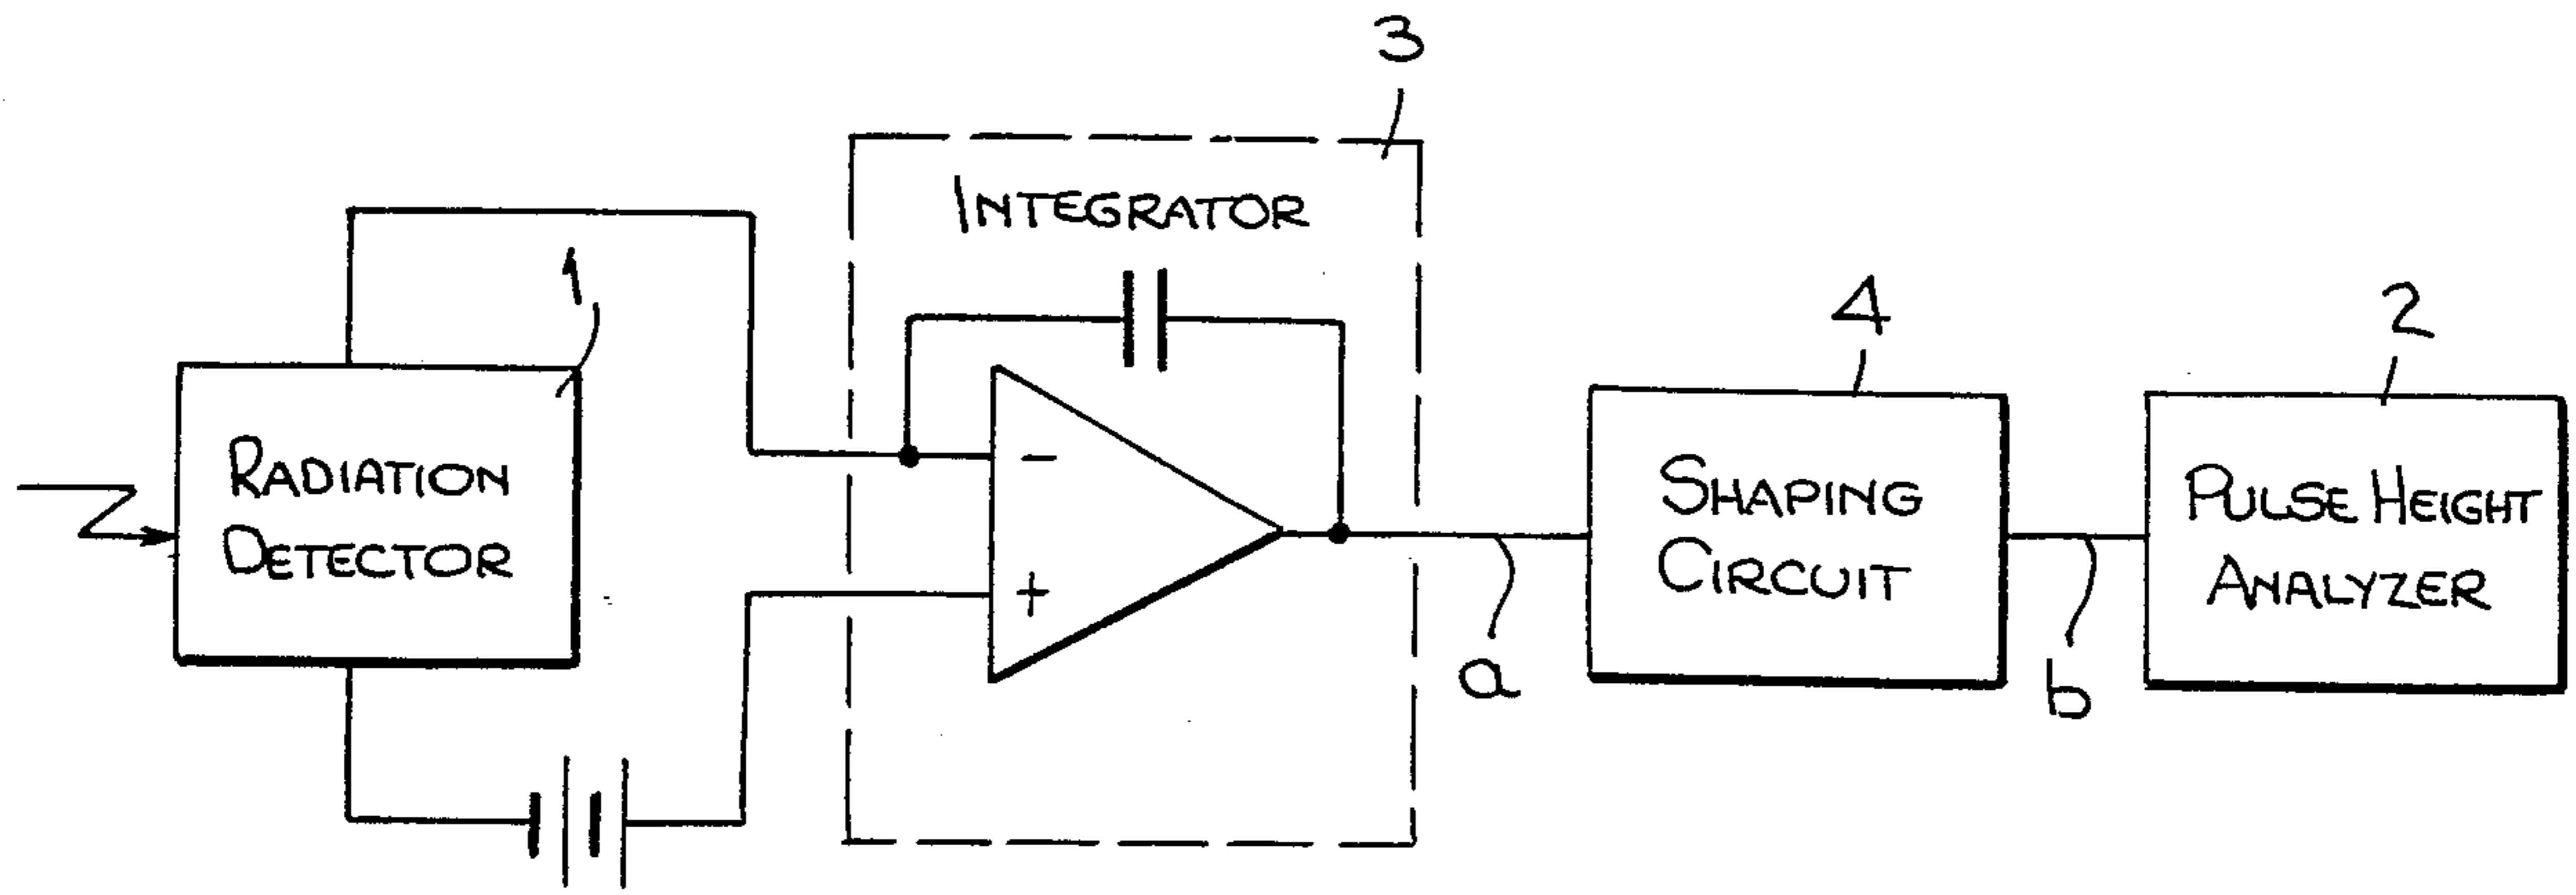 3
INTEGRATOR
1
RADIATION
DETECTOR
-
+
a
4
SHAPING
CIRCUIT
b
2
PULSE HEIGHT
ANALYZER